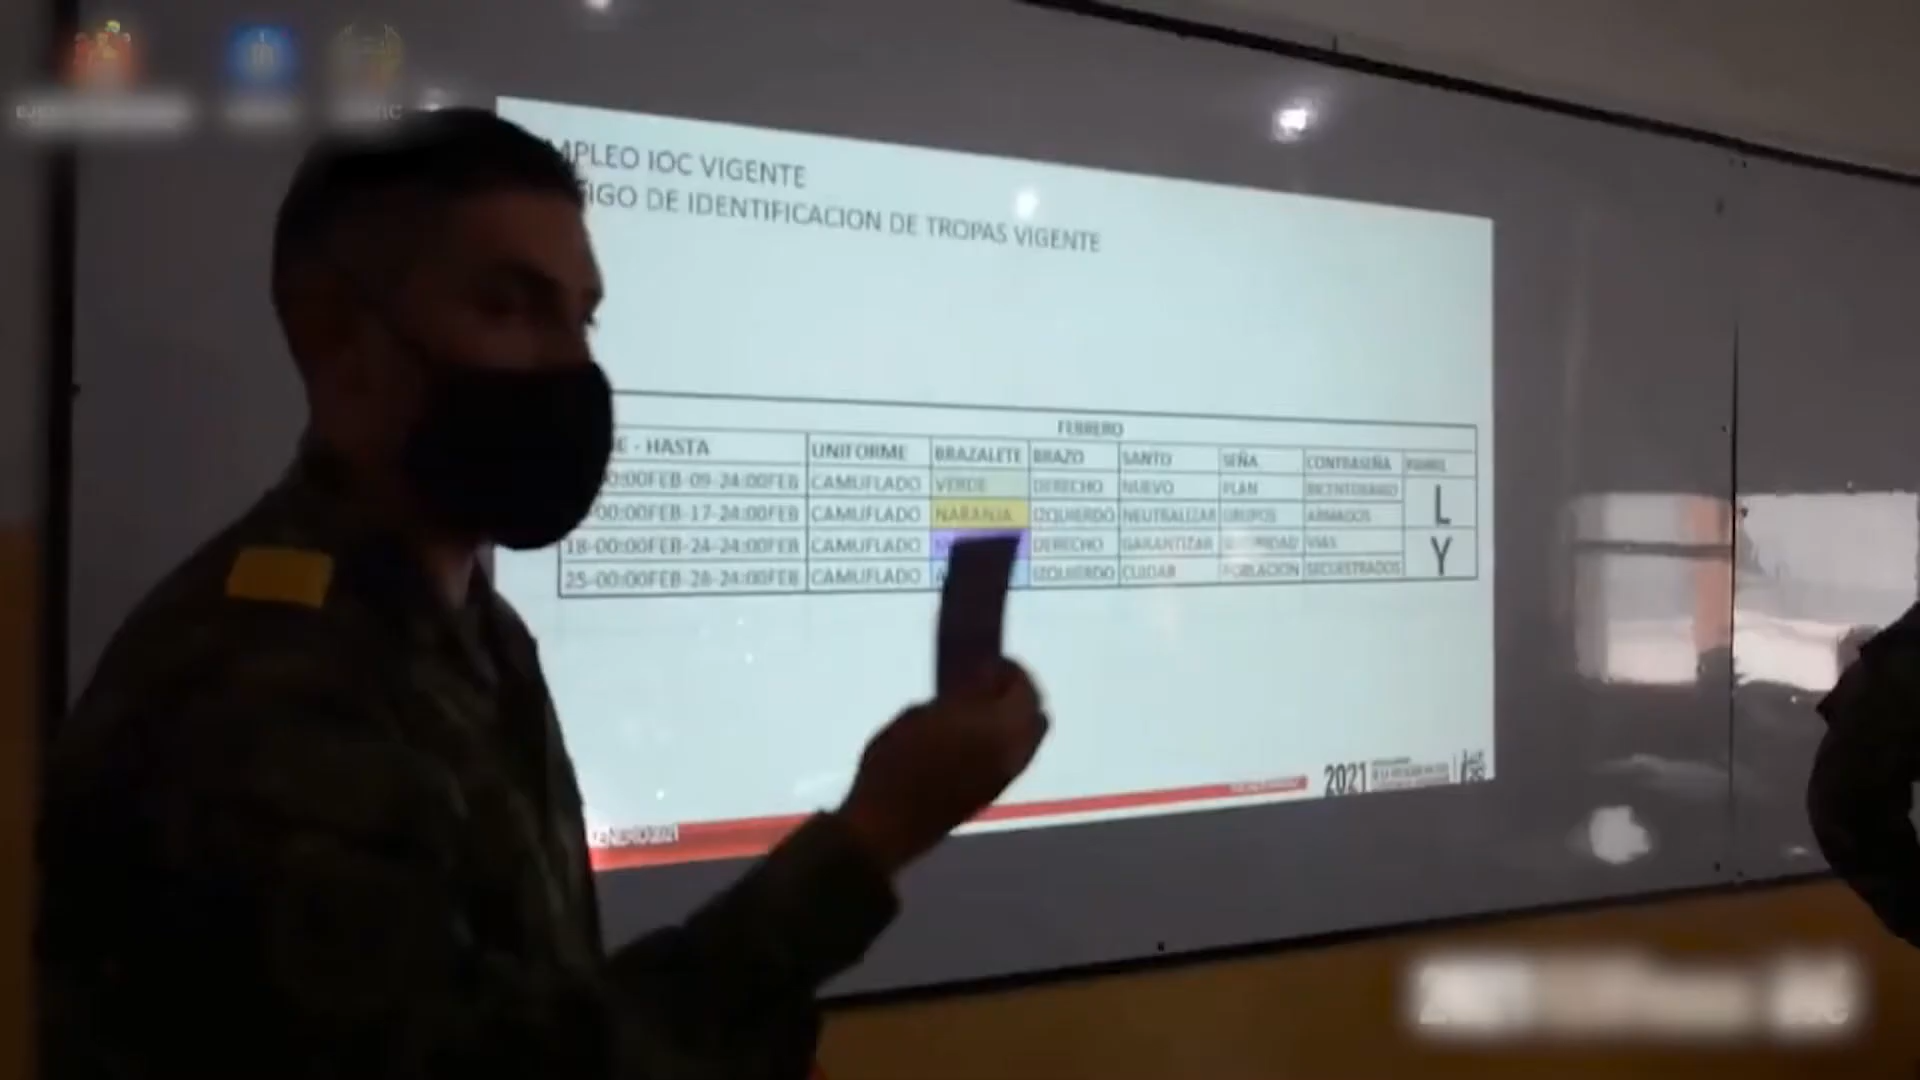 MPLEO IOC VIGENTE
IGO DE IDENTIFICACION DE TROPAS VIGENTE
FEBRERO
E - HASTA UNIFORME BRAZALETE BRAZO SANTO SEÑA CONTRASEÑA
0:00FEB-09-24:00FEB CAMUFLADO VERDE DERECHO NUEVO PLAN BICENTENARIO L
-00:00FEB-17-24:00FEB CAMUFLADO NARANJA IZQUIERDO NEUTRALIZAR GRUPOS ARMADOS
18-00:00FEB-24-24:00FEB CAMUFLADO DERECHO GARANTIZAR VIAS Y
25-00:00FEB-28-24:00FEB CAMUFLADO A IZQUIERDO CUIDAR POBLACION SECUESTRADOS
2021